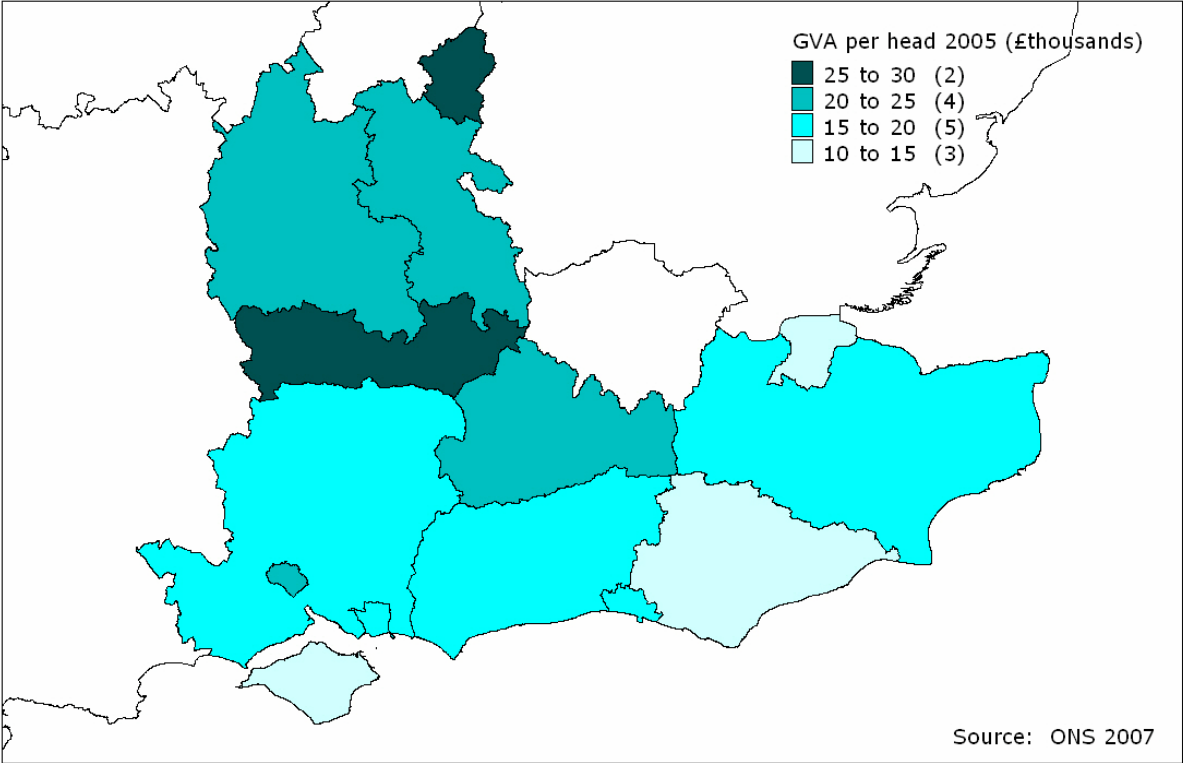 GVA per head 2005 (£thousands)
25 to 30 (2)
20 to 25 (4)
15 to 20 (5)
10 to 15 (3)
Source: ONS 2007